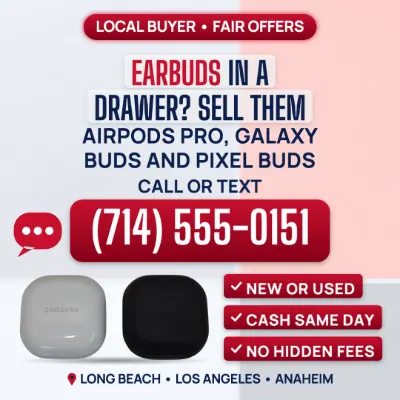 LOCAL BUYER • FAIR OFFERS
EARBUDS IN A
DRAWER? SELL THEM
AIRPODS PRO, GALAXY
BUDS AND PIXEL BUDS
CALL OR TEXT
(714) 555-0151
SAMSUNG
NEW OR USED
CASH SAME DAY
NO HIDDEN FEES
LONG BEACH • LOS ANGELES • ANAHEIM